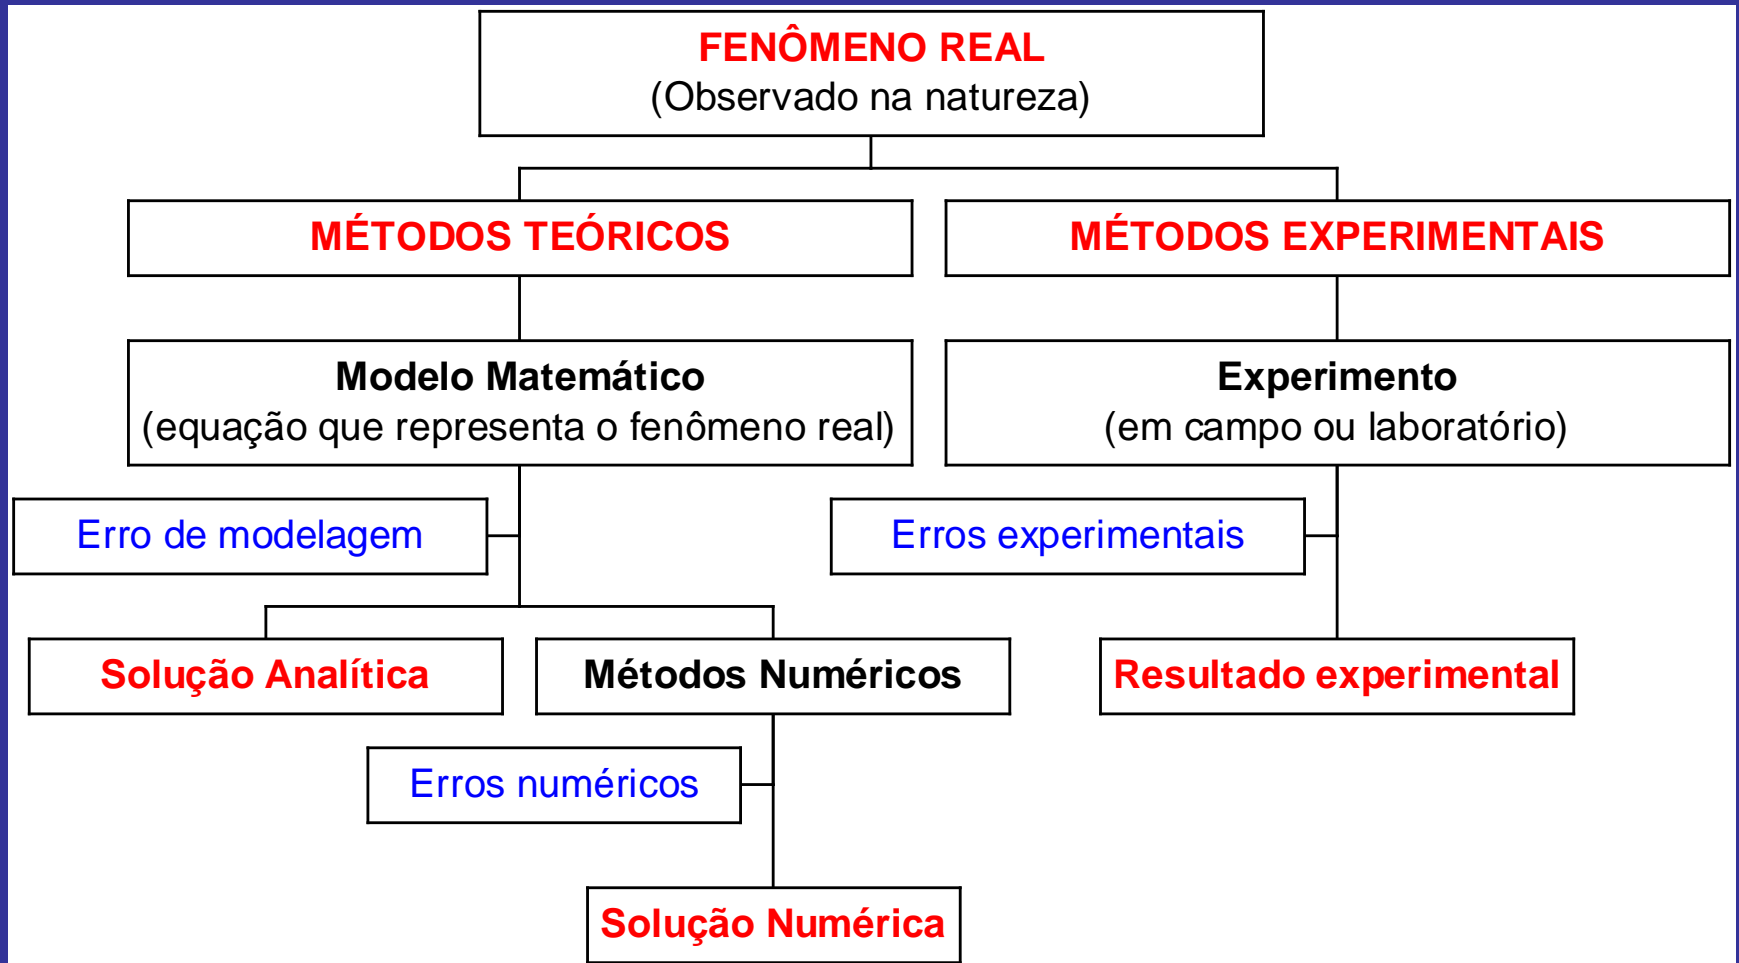 FENÔMENO REAL
(Observado na natureza)
MÉTODOS TEÓRICOS
MÉTODOS EXPERIMENTAIS
Modelo Matemático
(equação que representa o fenômeno real)
Experimento
(em campo ou laboratório)
Erro de modelagem
Erros experimentais
Solução Analítica
Métodos Numéricos
Resultado experimental
Erros numéricos
Solução Numérica